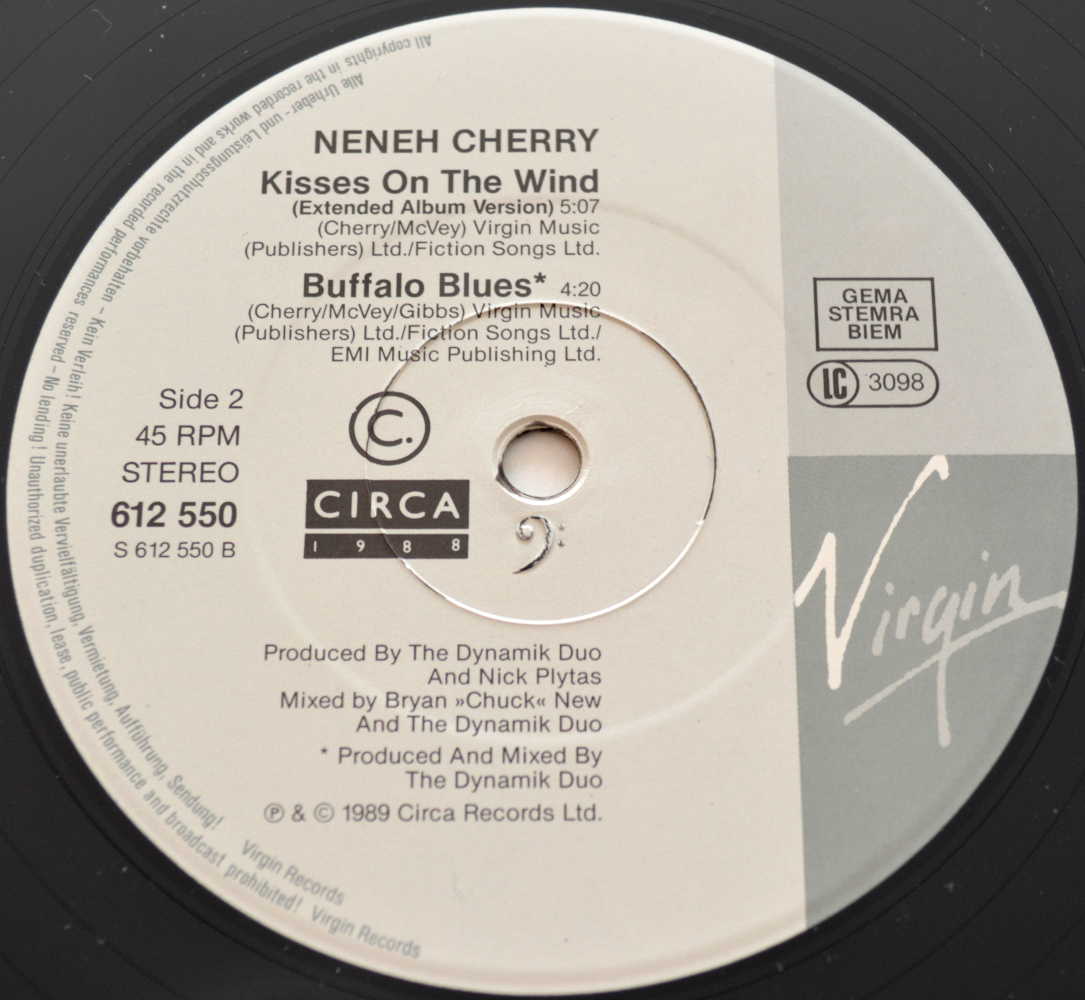 NENEH CHERRY
Kisses On The Wind
(Extended Album Version) 5:07
(Cherry/McVey) Virgin Music
(Publishers) Ltd./Fiction Songs Ltd.
Buffalo Blues* 4:20
(Cherry/McVey/Gibbs) Virgin Music
(Publishers) Ltd./Fiction Songs Ltd./
EMI Music Publishing Ltd.
Side 2
45 RPM
STEREO
612 550
S 612 550 B
C.
CIRCA
1988
GEMA
STEMRA
BIEM
LC 3098
Virgin
Produced By The Dynamik Duo
And Nick Plytas
Mixed by Bryan »Chuck« New
And The Dynamik Duo
* Produced And Mixed By
The Dynamik Duo
℗ & © 1989 Circa Records Ltd.
Alle Urheber- und Leistungsschutzrechte vorbehalten – Kein Verleih! Keine unerlaubte Vervielfältigung, Vermietung, Aufführung, Sendung! Virgin Records
All copyrights in the recorded works and in the recorded performances reserved – No lending! Unauthorized duplication, lease, public performance and broadcast prohibited! Virgin Records